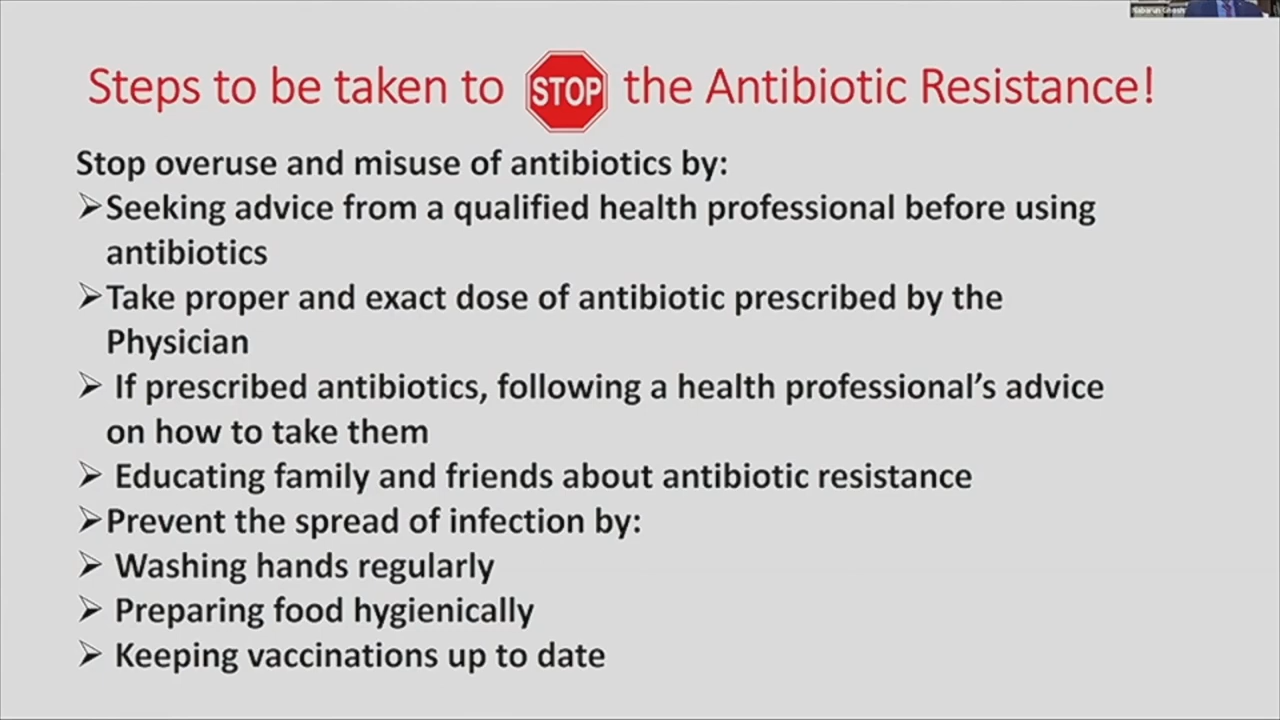 Nabarun Ghosh
Steps to be taken to STOP the Antibiotic Resistance!
Stop overuse and misuse of antibiotics by:
➢Seeking advice from a qualified health professional before using
antibiotics
➢Take proper and exact dose of antibiotic prescribed by the
Physician
➢ If prescribed antibiotics, following a health professional’s advice
on how to take them
➢ Educating family and friends about antibiotic resistance
➢Prevent the spread of infection by:
➢ Washing hands regularly
➢ Preparing food hygienically
➢ Keeping vaccinations up to date